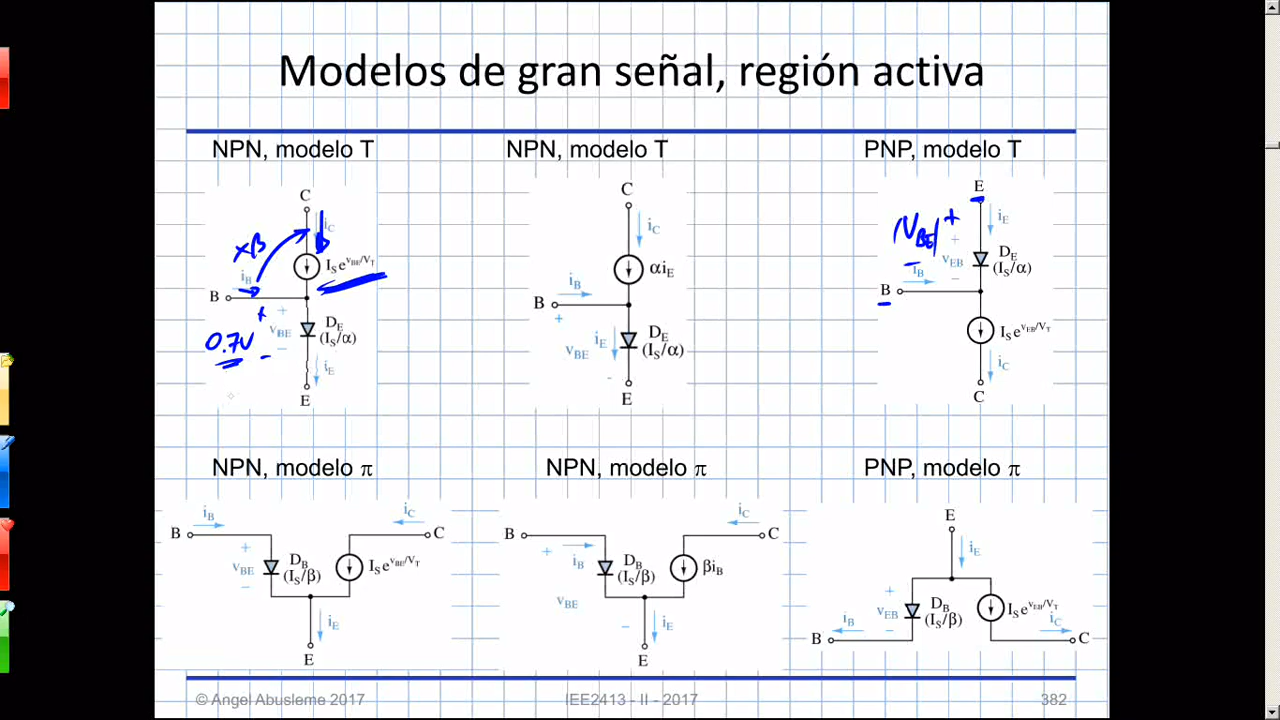 Modelos de gran señal, región activa
NPN, modelo T
C
iC
×β
iB
IS e^vBE/VT
B
+
+
0.7V
vBE
-
-
DE
(IS/α)
iE
E
NPN, modelo T
C
iC
αiE
iB
B
+
iE
DE
(IS/α)
vBE
-
E
PNP, modelo T
E
|VBE|
+
iE
+
vEB
DE
(IS/α)
-
iB
B
IS e^vEB/VT
iC
C
NPN, modelo π
iB
iC
B
C
+
vBE
-
DB
(IS/β)
IS e^vBE/VT
iE
E
NPN, modelo π
iC
B
C
+
iB
DB
(IS/β)
βiB
vBE
-
iE
E
PNP, modelo π
E
iE
+
vEB
-
DB
(IS/β)
IS e^vEB/VT
iB
iC
B
C
© Angel Abusleme 2017
IEE2413 - II - 2017
382